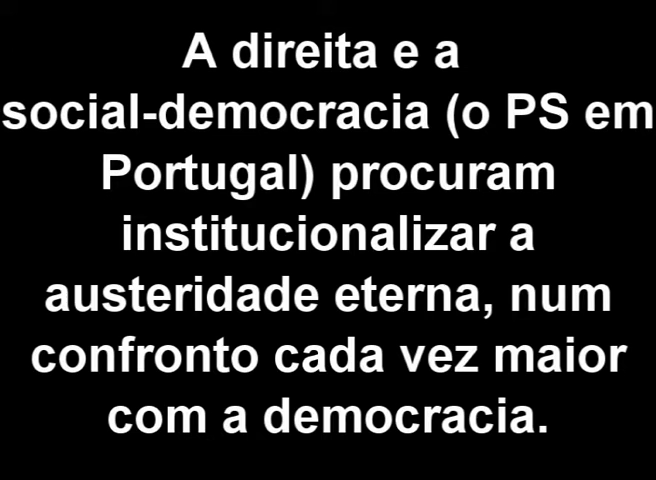 A direita e a
social-democracia (o PS em
Portugal) procuram
institucionalizar a
austeridade eterna, num
confronto cada vez maior
com a democracia.